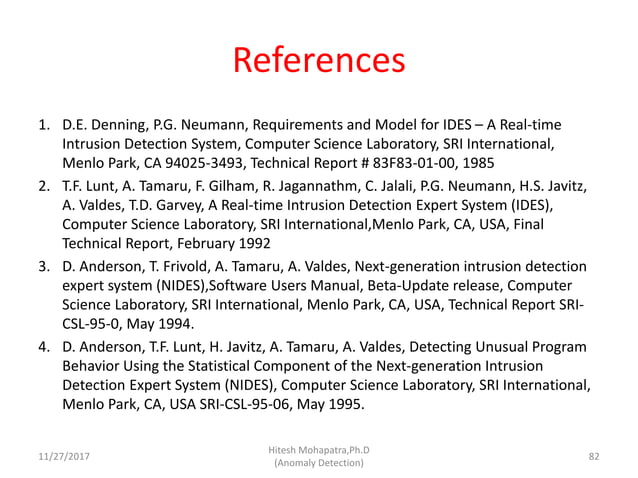 References
1. D.E. Denning, P.G. Neumann, Requirements and Model for IDES – A Real-time
Intrusion Detection System, Computer Science Laboratory, SRI International,
Menlo Park, CA 94025-3493, Technical Report # 83F83-01-00, 1985
2. T.F. Lunt, A. Tamaru, F. Gilham, R. Jagannathm, C. Jalali, P.G. Neumann, H.S. Javitz,
A. Valdes, T.D. Garvey, A Real-time Intrusion Detection Expert System (IDES),
Computer Science Laboratory, SRI International,Menlo Park, CA, USA, Final
Technical Report, February 1992
3. D. Anderson, T. Frivold, A. Tamaru, A. Valdes, Next-generation intrusion detection
expert system (NIDES),Software Users Manual, Beta-Update release, Computer
Science Laboratory, SRI International, Menlo Park, CA, USA, Technical Report SRI-
CSL-95-0, May 1994.
4. D. Anderson, T.F. Lunt, H. Javitz, A. Tamaru, A. Valdes, Detecting Unusual Program
Behavior Using the Statistical Component of the Next-generation Intrusion
Detection Expert System (NIDES), Computer Science Laboratory, SRI International,
Menlo Park, CA, USA SRI-CSL-95-06, May 1995.
11/27/2017
Hitesh Mohapatra,Ph.D
(Anomaly Detection)
82